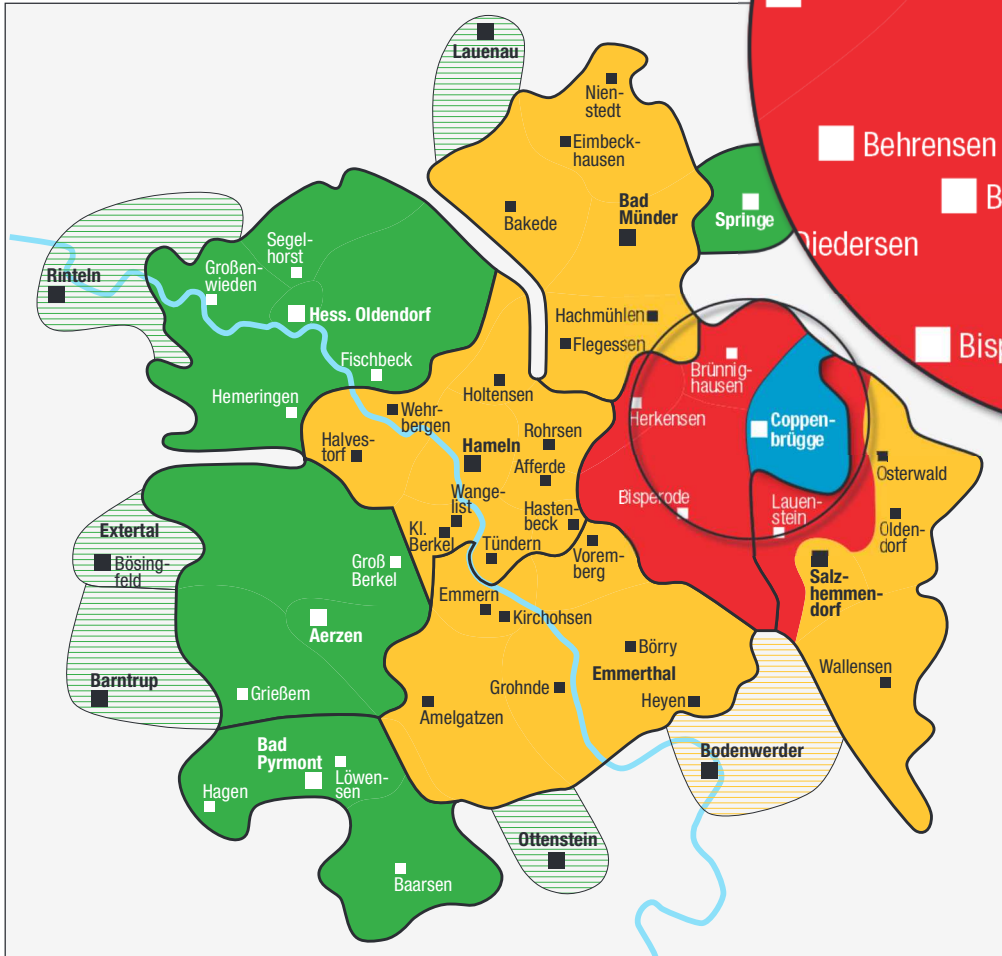 Lauenau
Nien-
stedt
Eimbeck-
hausen
Behrensen
B
Bakede
Bad
Münder
Springe
Diedersen
Segel-
horst
Großen-
wieden
Rinteln
Hess. Oldendorf
Hachmühlen
Flegessen
Bisp
Fischbeck
Brünnig-
hausen
Hemeringen
Holtensen
Wehr-
bergen
Herkensen
Coppen-
brügge
Halves-
torf
Hameln
Rohrsen
Afferde
Osterwald
Wange-
list
Hasten-
beck
Bisperode
Lauen-
stein
Olden-
dorf
Extertal
Bösing-
feld
Kl.
Berkel
Tündern
Vorem-
berg
Groß
Berkel
Salz-
hemmen-
dorf
Emmern
Kirchohsen
Aerzen
Börry
Emmerthal
Wallensen
Barntrup
Grießem
Grohnde
Heyen
Amelgatzen
Bad
Pyrmont
Löwen-
sen
Bodenwerder
Hagen
Ottenstein
Baarsen